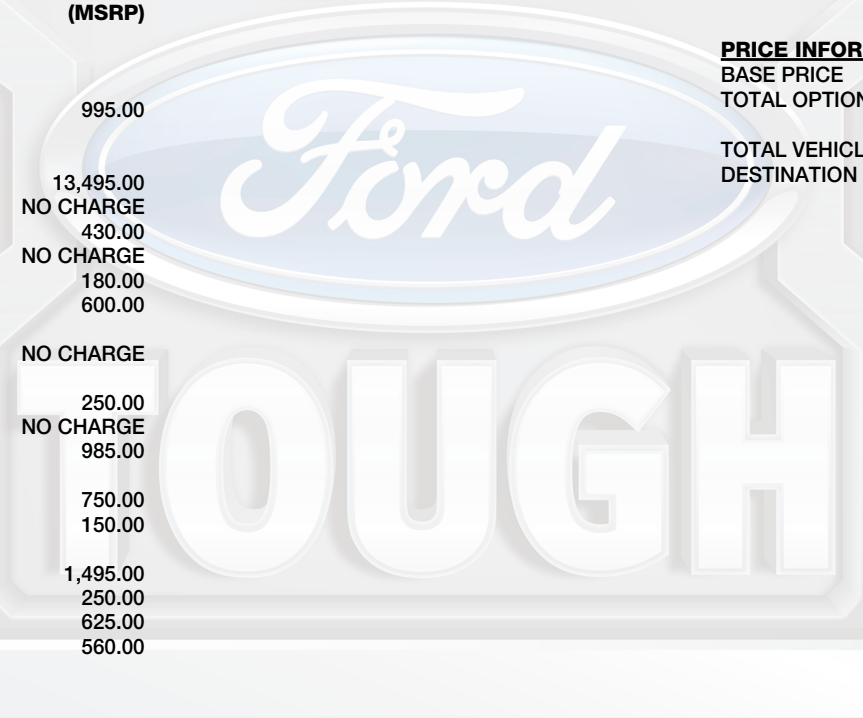 (MSRP)
995.00
13,495.00
NO CHARGE
430.00
NO CHARGE
180.00
600.00
NO CHARGE
250.00
NO CHARGE
985.00
750.00
150.00
1,495.00
250.00
625.00
560.00
PRICE INFOR
BASE PRICE
TOTAL OPTION
TOTAL VEHICL
DESTINATION
Ford
TOUGH